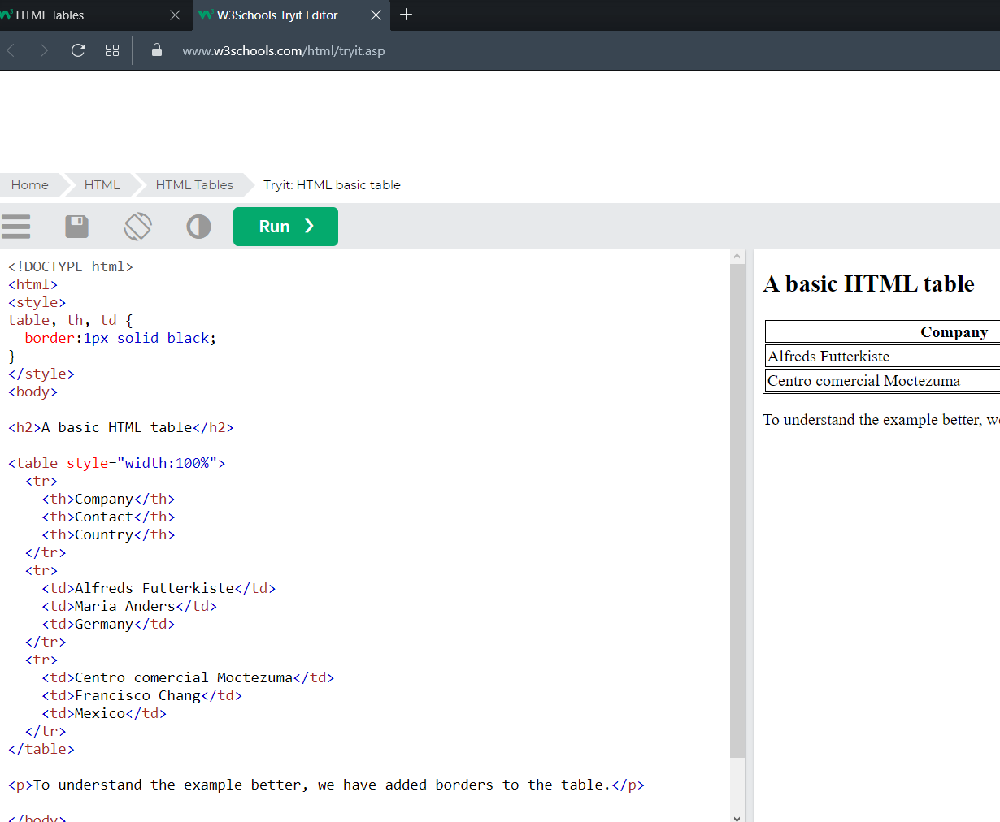 HTML Tables
W3Schools Tryit Editor
www.w3schools.com/html/tryit.asp
Home
HTML
HTML Tables
Tryit: HTML basic table
Run ❯
<!DOCTYPE html>
<html>
<style>
table, th, td {
  border:1px solid black;
}
</style>
<body>

<h2>A basic HTML table</h2>

<table style="width:100%">
  <tr>
    <th>Company</th>
    <th>Contact</th>
    <th>Country</th>
  </tr>
  <tr>
    <td>Alfreds Futterkiste</td>
    <td>Maria Anders</td>
    <td>Germany</td>
  </tr>
  <tr>
    <td>Centro comercial Moctezuma</td>
    <td>Francisco Chang</td>
    <td>Mexico</td>
  </tr>
</table>

<p>To understand the example better, we have added borders to the table.</p>

</body>
A basic HTML table
Company
Alfreds Futterkiste
Centro comercial Moctezuma
To understand the example better, we